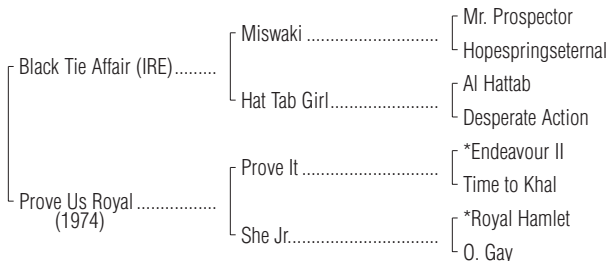 Mr. Prospector
Miswaki
Hopespringseternal
Black Tie Affair (IRE)
Al Hattab
Hat Tab Girl
Desperate Action
*Endeavour II
Prove It
Time to Khal
Prove Us Royal
(1974)
*Royal Hamlet
She Jr.
O. Gay